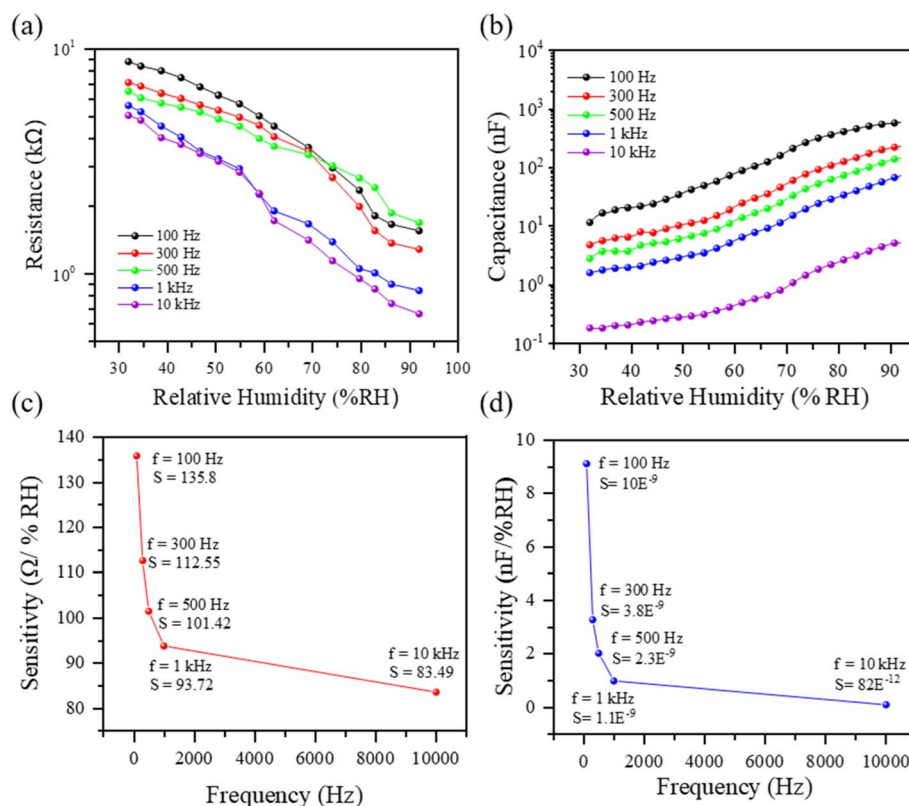 (a)
10¹
Resistance (kΩ)
10⁰
100 Hz
300 Hz
500 Hz
1 kHz
10 kHz
30 40 50 60 70 80 90 100
Relative Humidity (%RH)
(b)
10⁴
10³
10²
10¹
10⁰
10⁻¹
Capacitance (nF)
100 Hz
300 Hz
500 Hz
1 kHz
10 kHz
30 40 50 60 70 80 90
Relative Humidity (% RH)
(c)
140
130
120
110
100
90
80
Sensitivty (Ω/ % RH)
f = 100 Hz
S = 135.8
f = 300 Hz
S = 112.55
f = 500 Hz
S = 101.42
f = 1 kHz
S = 93.72
f = 10 kHz
S = 83.49
0 2000 4000 6000 8000 10000
Frequency (Hz)
(d)
10
8
6
4
2
0
Sensitivity (nF/%RH)
f = 100 Hz
S= 10E⁻⁹
f = 300 Hz
S= 3.8E⁻⁹
f = 500 Hz
S= 2.3E⁻⁹
f = 1 kHz
S= 1.1E⁻⁹
f = 10 kHz
S= 82E⁻¹²
0 2000 4000 6000 8000 10000
Frequency (Hz)